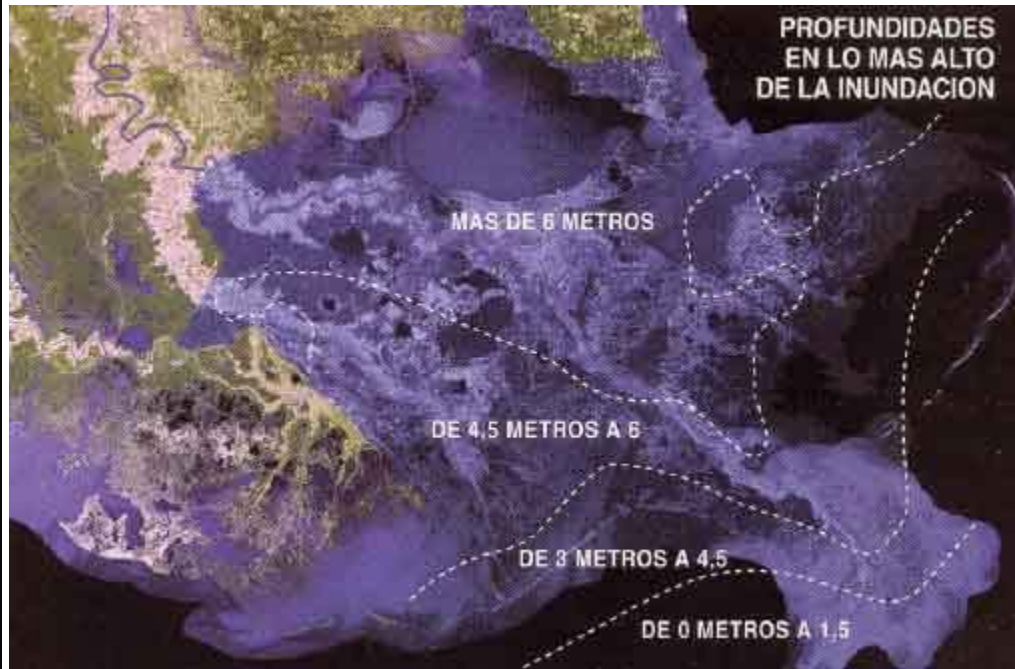 PROFUNDIDADES
EN LO MAS ALTO
DE LA INUNDACION
MAS DE 6 METROS
DE 4,5 METROS A 6
DE 3 METROS A 4,5
DE 0 METROS A 1,5